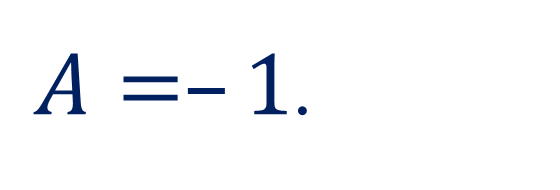 A =– 1.